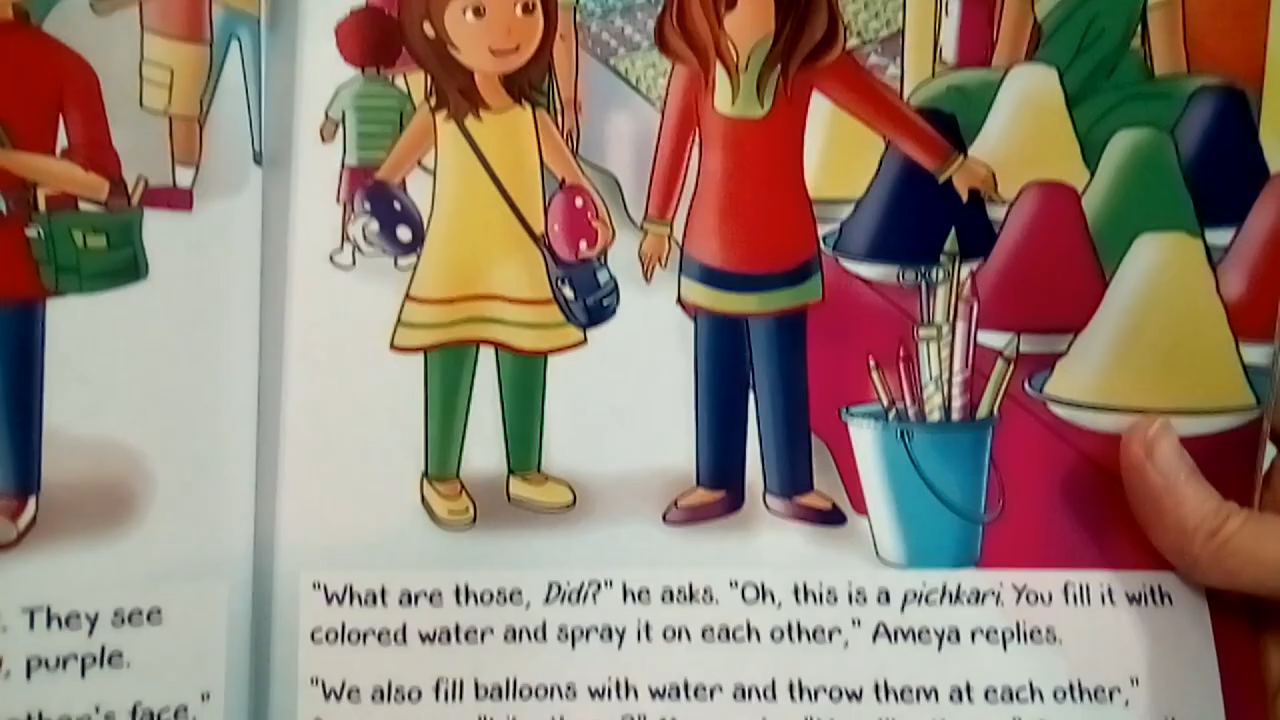 . They see
, purple.
face."
"What are those, Didi?" he asks. "Oh, this is a pichkari. You fill it with
colored water and spray it on each other," Ameya replies.
"We also fill balloons with water and throw them at each other,"